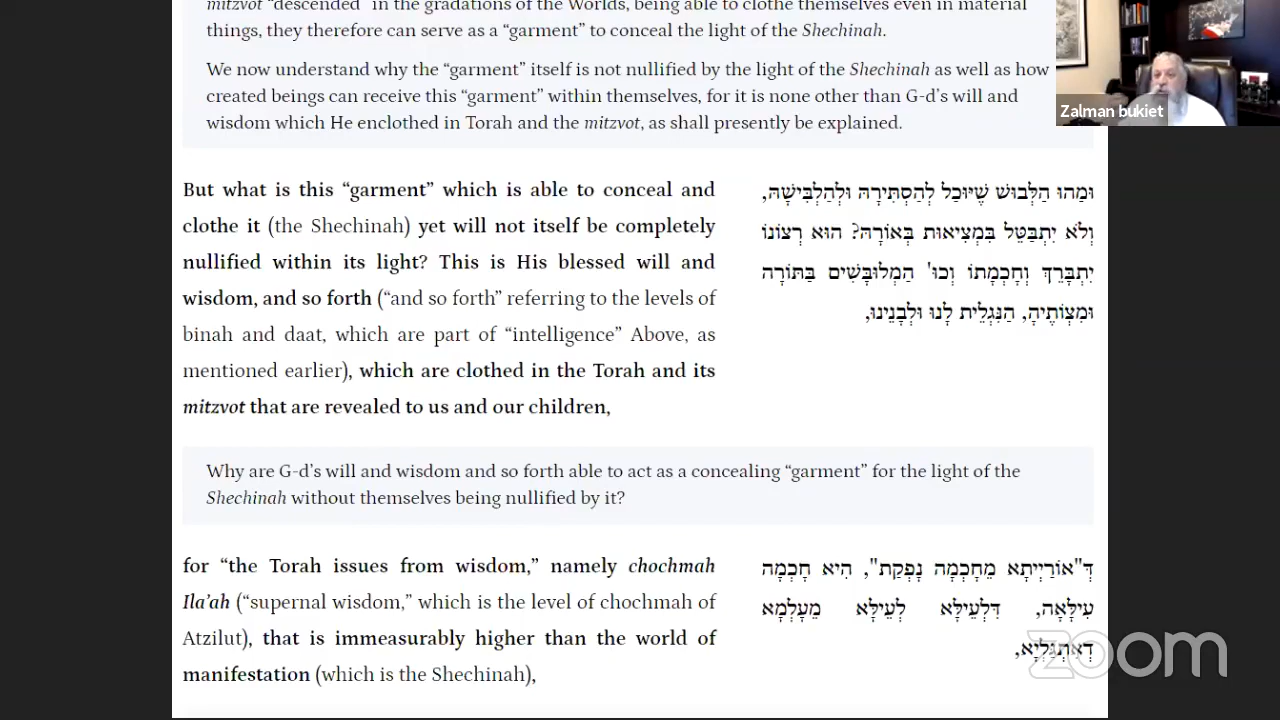 mitzvot “descended” in the gradations of the Worlds, being able to clothe themselves even in material
things, they therefore can serve as a “garment” to conceal the light of the Shechinah.
We now understand why the “garment” itself is not nullified by the light of the Shechinah as well as how
created beings can receive this “garment” within themselves, for it is none other than G-d’s will and
wisdom which He enclothed in Torah and the mitzvot, as shall presently be explained.
Zalman bukiet
But what is this “garment” which is able to conceal and
clothe it (the Shechinah) yet will not itself be completely
nullified within its light? This is His blessed will and
wisdom, and so forth (“and so forth” referring to the levels of
binah and daat, which are part of “intelligence” Above, as
mentioned earlier), which are clothed in the Torah and its
mitzvot that are revealed to us and our children,
וּמַהוּ הַלְּבוּשׁ שֶׁיּוּכַל לְהַסְתִּירָהּ וּלְהַלְבִּישָׁהּ,
וְלֹא יִתְבַּטֵּל בִּמְצִיאוּת בְּאוֹרָהּ? הוּא רְצוֹנוֹ
יִתְבָּרֵךְ וְחָכְמָתוֹ וְכוּ' הַמְלוּבָּשִׁים בַּתּוֹרָה
וּמִצְוֹתֶיהָ, הַנִּגְלֵית לָנוּ וּלְבָנֵינוּ,
Why are G-d’s will and wisdom and so forth able to act as a concealing “garment” for the light of the
Shechinah without themselves being nullified by it?
for “the Torah issues from wisdom,” namely chochmah
Ila’ah (“supernal wisdom,” which is the level of chochmah of
Atzilut), that is immeasurably higher than the world of
manifestation (which is the Shechinah),
דְּ"אוֹרַיְיתָא מֵחָכְמָה נָפְקַת", הִיא חָכְמָה
עִילָּאָה, דִּלְעֵילָּא לְעֵילָּא מֵעָלְמָא
דְאִתְגַּלְיָא,
zoom